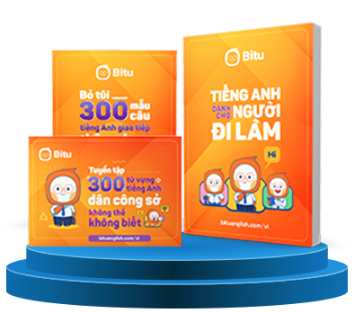 Bitu
Bỏ túi
300 mẫu câu
tiếng Anh giao tiếp
Bitu
Tuyển tập
300 từ vựng tiếng Anh
dân công sở
không thể
không biết
Bitu
TIẾNG ANH
DÀNH CHO NGƯỜI
ĐI LÀM
Hi
bituenglish.com/vi